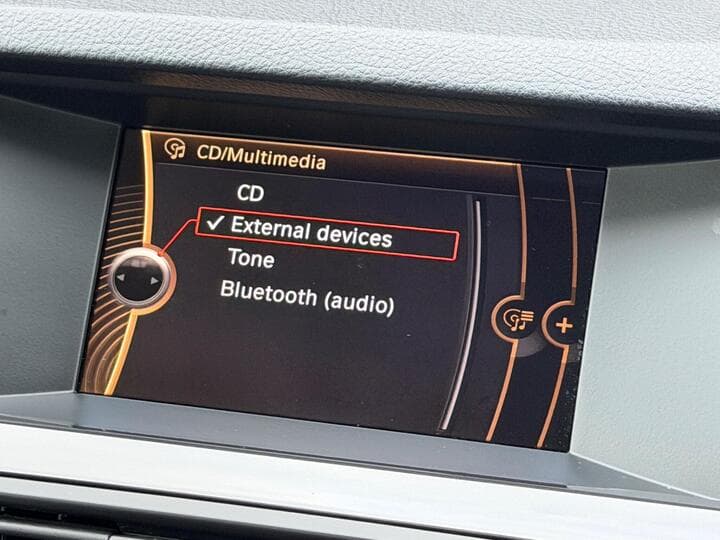 CD/Multimedia
CD
✓ External devices
Tone
Bluetooth (audio)